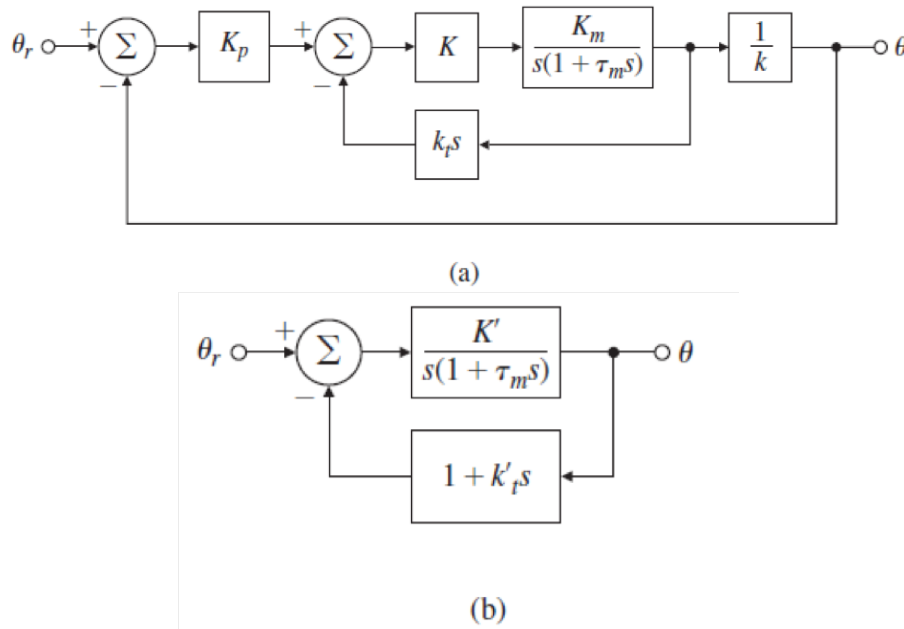 θr + Σ Kp + Σ K Km / s(1 + τms) 1 / k θ
− −
kts
(a)
θr + Σ K′ / s(1 + τms) θ
−
1 + k′ts
(b)